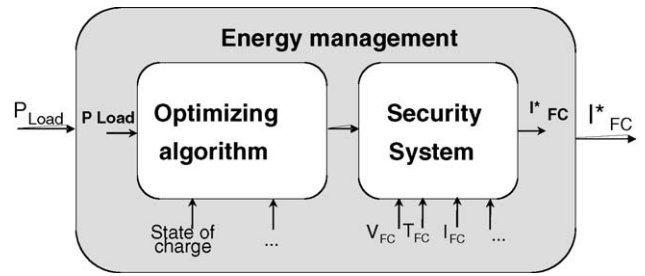 Energy management
P Load
P Load
Optimizing
algorithm
Security
System
I* FC
I* FC
State of
charge
...
V FC T FC I FC ...